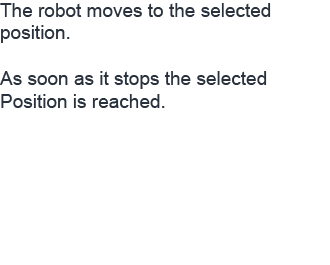 The robot moves to the selected
position.
As soon as it stops the selected
Position is reached.